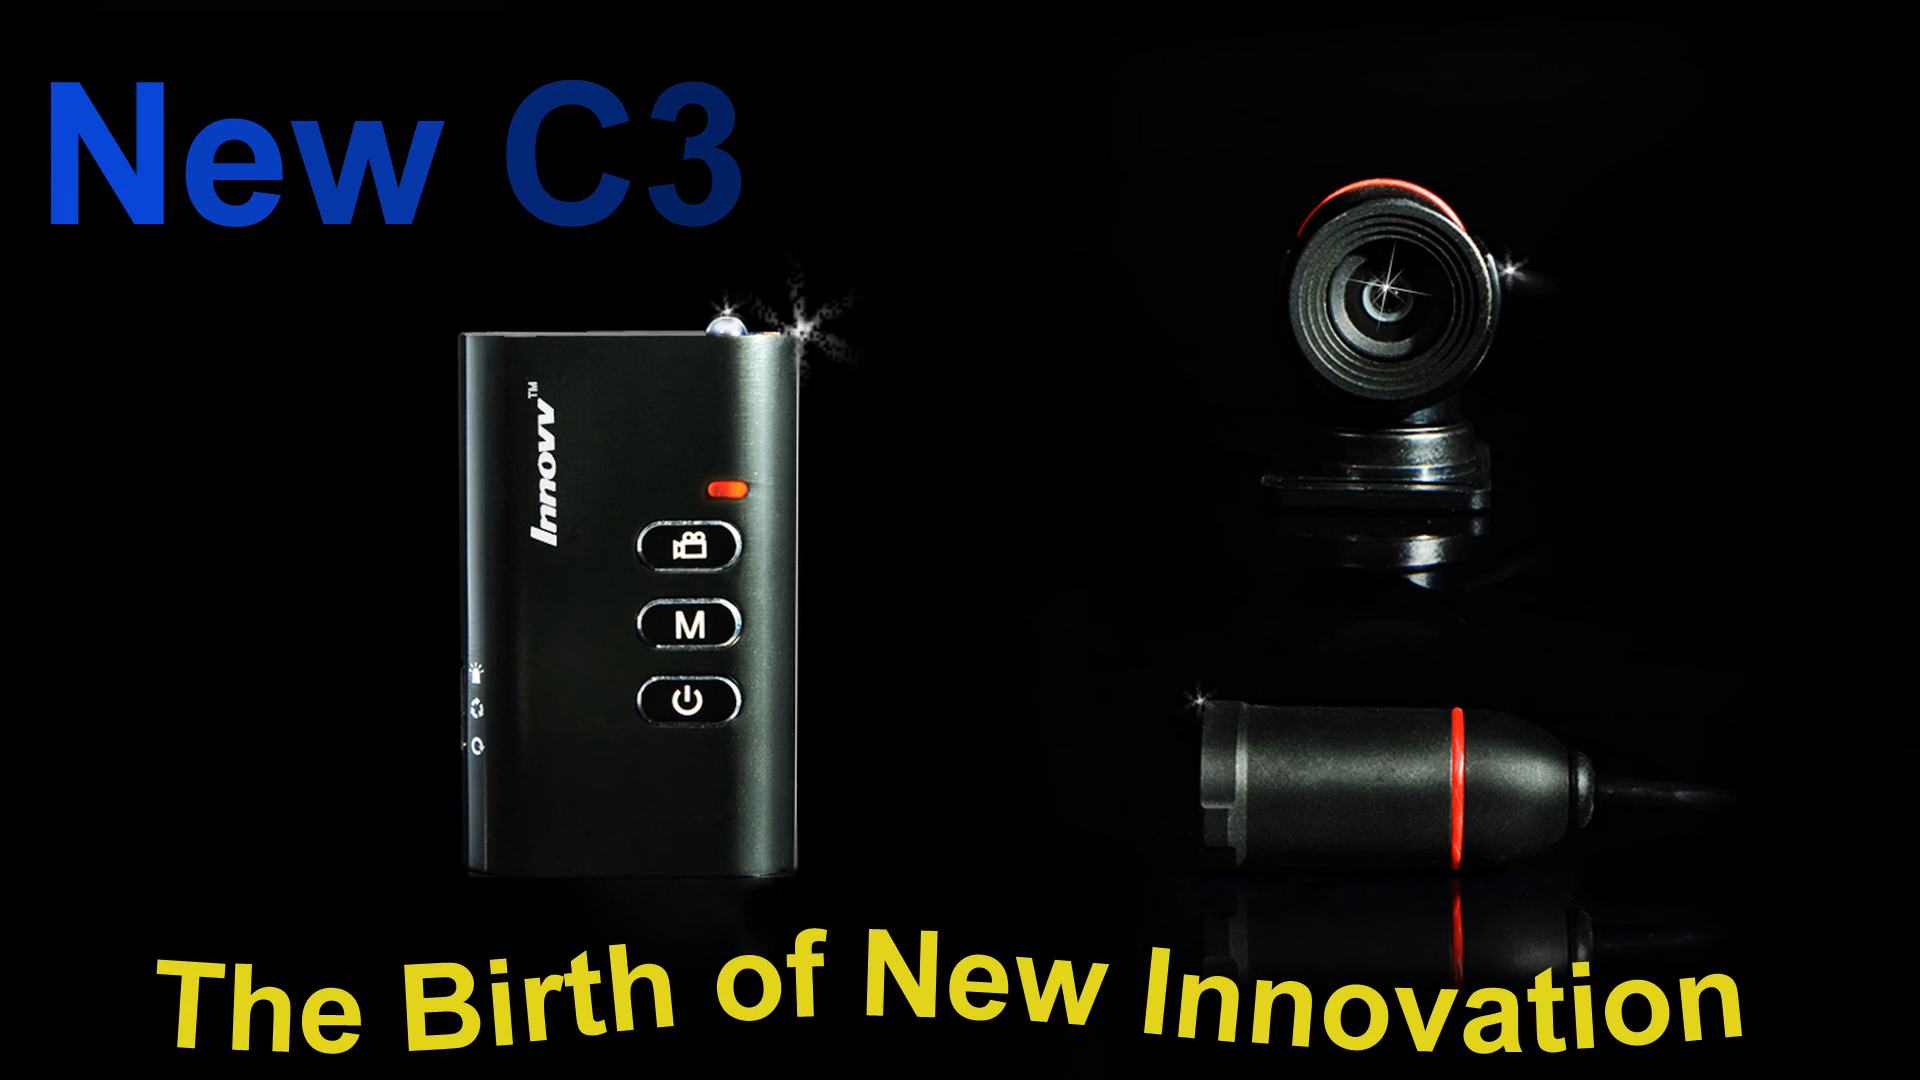 New C3
Innovv™
M
The Birth of New Innovation